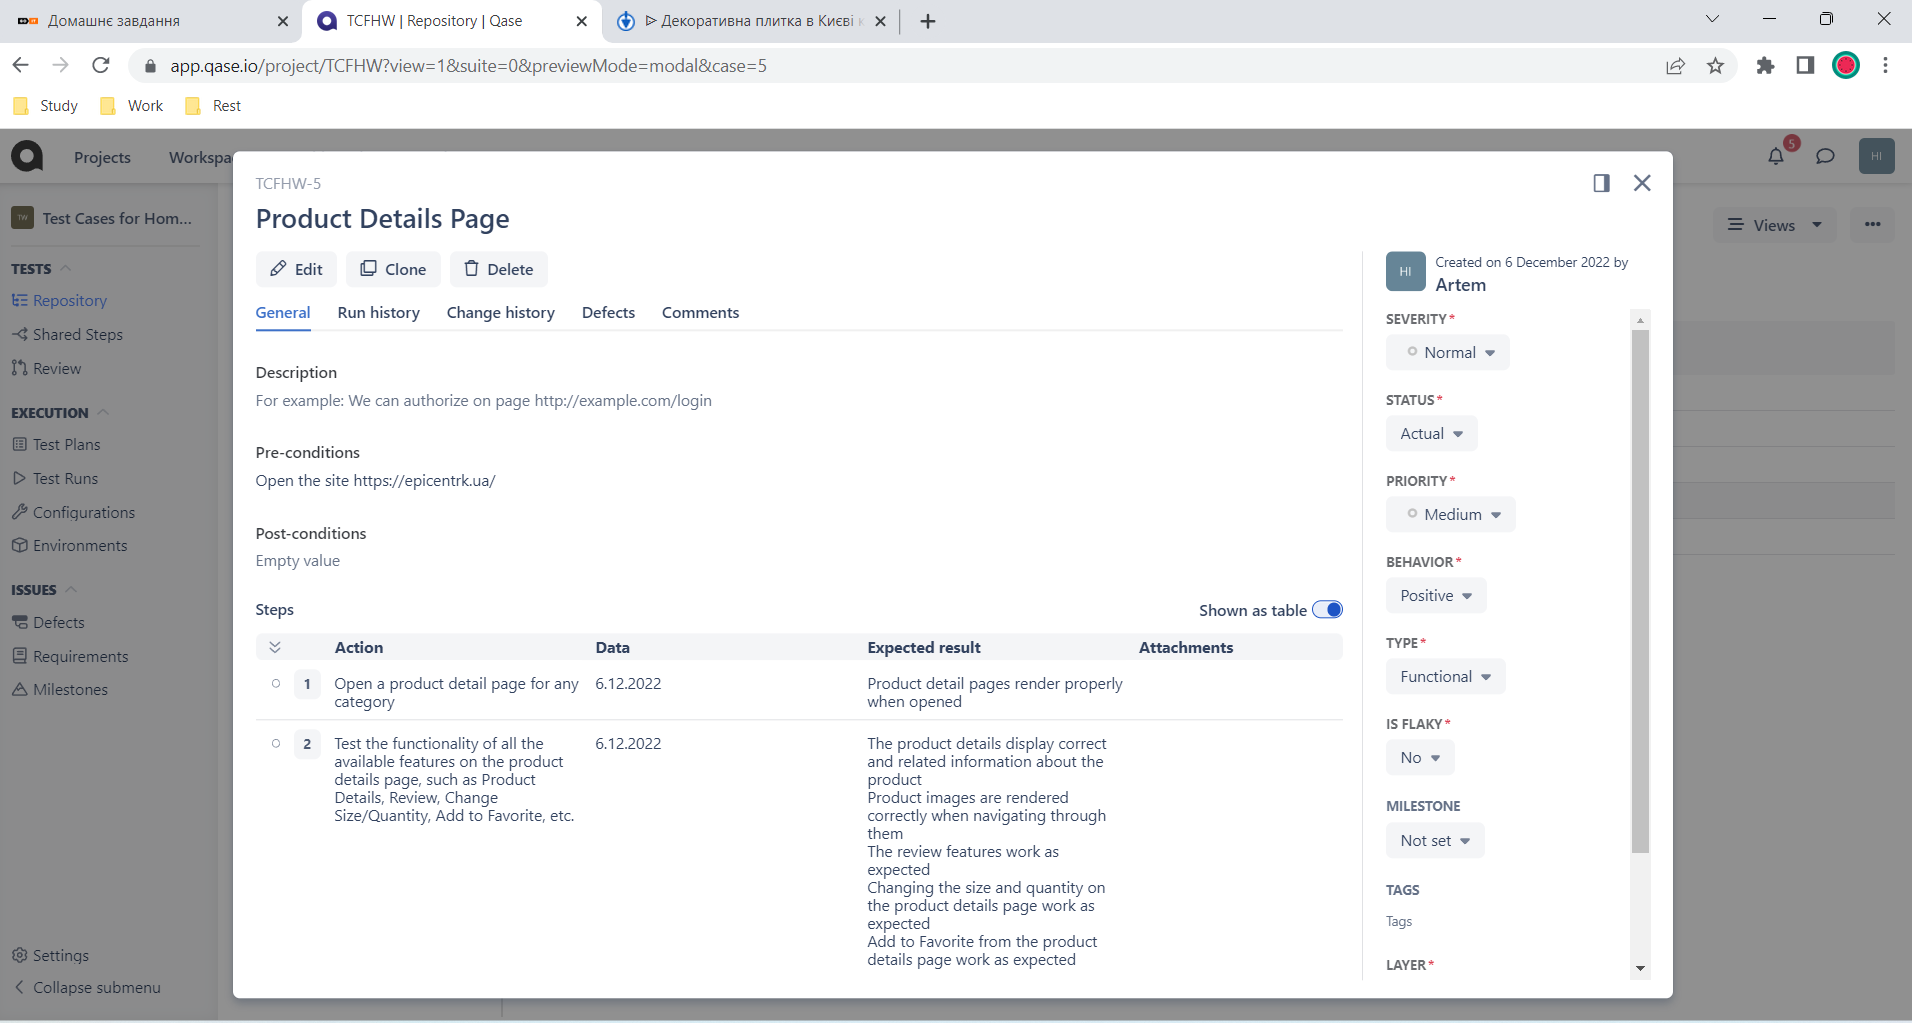 Домашнє завдання
TCFHW | Repository | Qase
ᐅ Декоративна плитка в Києві
app.qase.io/project/TCFHW?view=1&suite=0&previewMode=modal&case=5
Study
Work
Rest
Projects
Workspa
5
HI
TW
Test Cases for Hom...
Views
TESTS
Repository
Shared Steps
Review
EXECUTION
Test Plans
Test Runs
Configurations
Environments
ISSUES
Defects
Requirements
Milestones
Settings
Collapse submenu
TCFHW-5
Product Details Page
Edit
Clone
Delete
General
Run history
Change history
Defects
Comments
Description
For example: We can authorize on page http://example.com/login
Pre-conditions
Open the site https://epicentrk.ua/
Post-conditions
Empty value
Steps
Shown as table
Action
Data
Expected result
Attachments
1
Open a product detail page for any
category
6.12.2022
Product detail pages render properly
when opened
2
Test the functionality of all the
available features on the product
details page, such as Product
Details, Review, Change
Size/Quantity, Add to Favorite, etc.
6.12.2022
The product details display correct
and related information about the
product
Product images are rendered
correctly when navigating through
them
The review features work as
expected
Changing the size and quantity on
the product details page work as
expected
Add to Favorite from the product
details page work as expected
HI
Created on 6 December 2022 by
Artem
SEVERITY*
Normal
STATUS*
Actual
PRIORITY*
Medium
BEHAVIOR*
Positive
TYPE*
Functional
IS FLAKY*
No
MILESTONE
Not set
TAGS
Tags
LAYER*